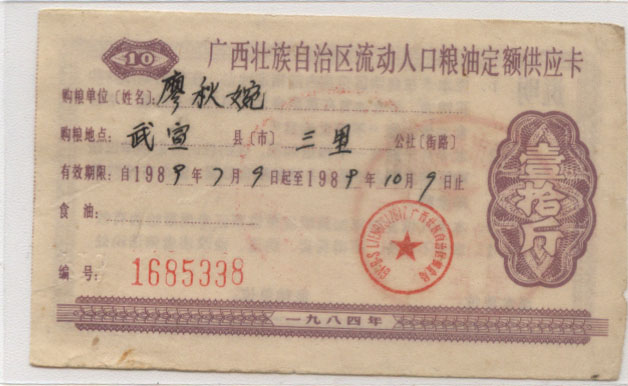 10
广西壮族自治区流动人口粮油定额供应卡
购粮单位〔姓名〕：廖秋婉
购粮地点：武宣县〔市〕三里公社〔街路〕
有效期限：自1989年7月9日起至1989年10月9日止
食油：
编号：1685338
壹拾斤
一九八四年